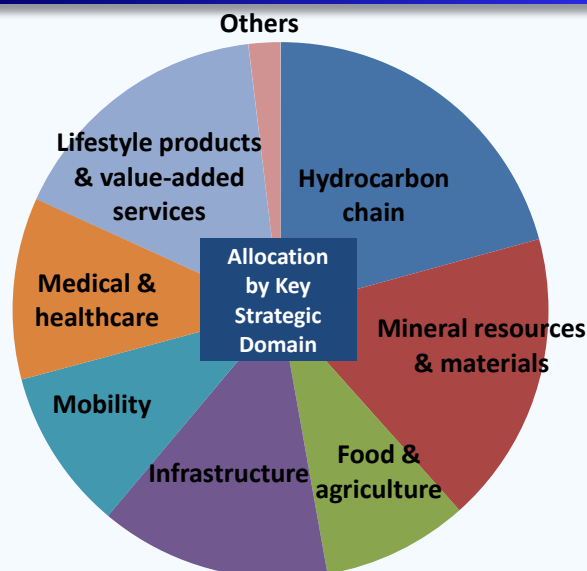 Others
Hydrocarbon
chain
Mineral resources
& materials
Food &
agriculture
Infrastructure
Mobility
Medical &
healthcare
Lifestyle products
& value-added
services
Allocation
by Key
Strategic
Domain